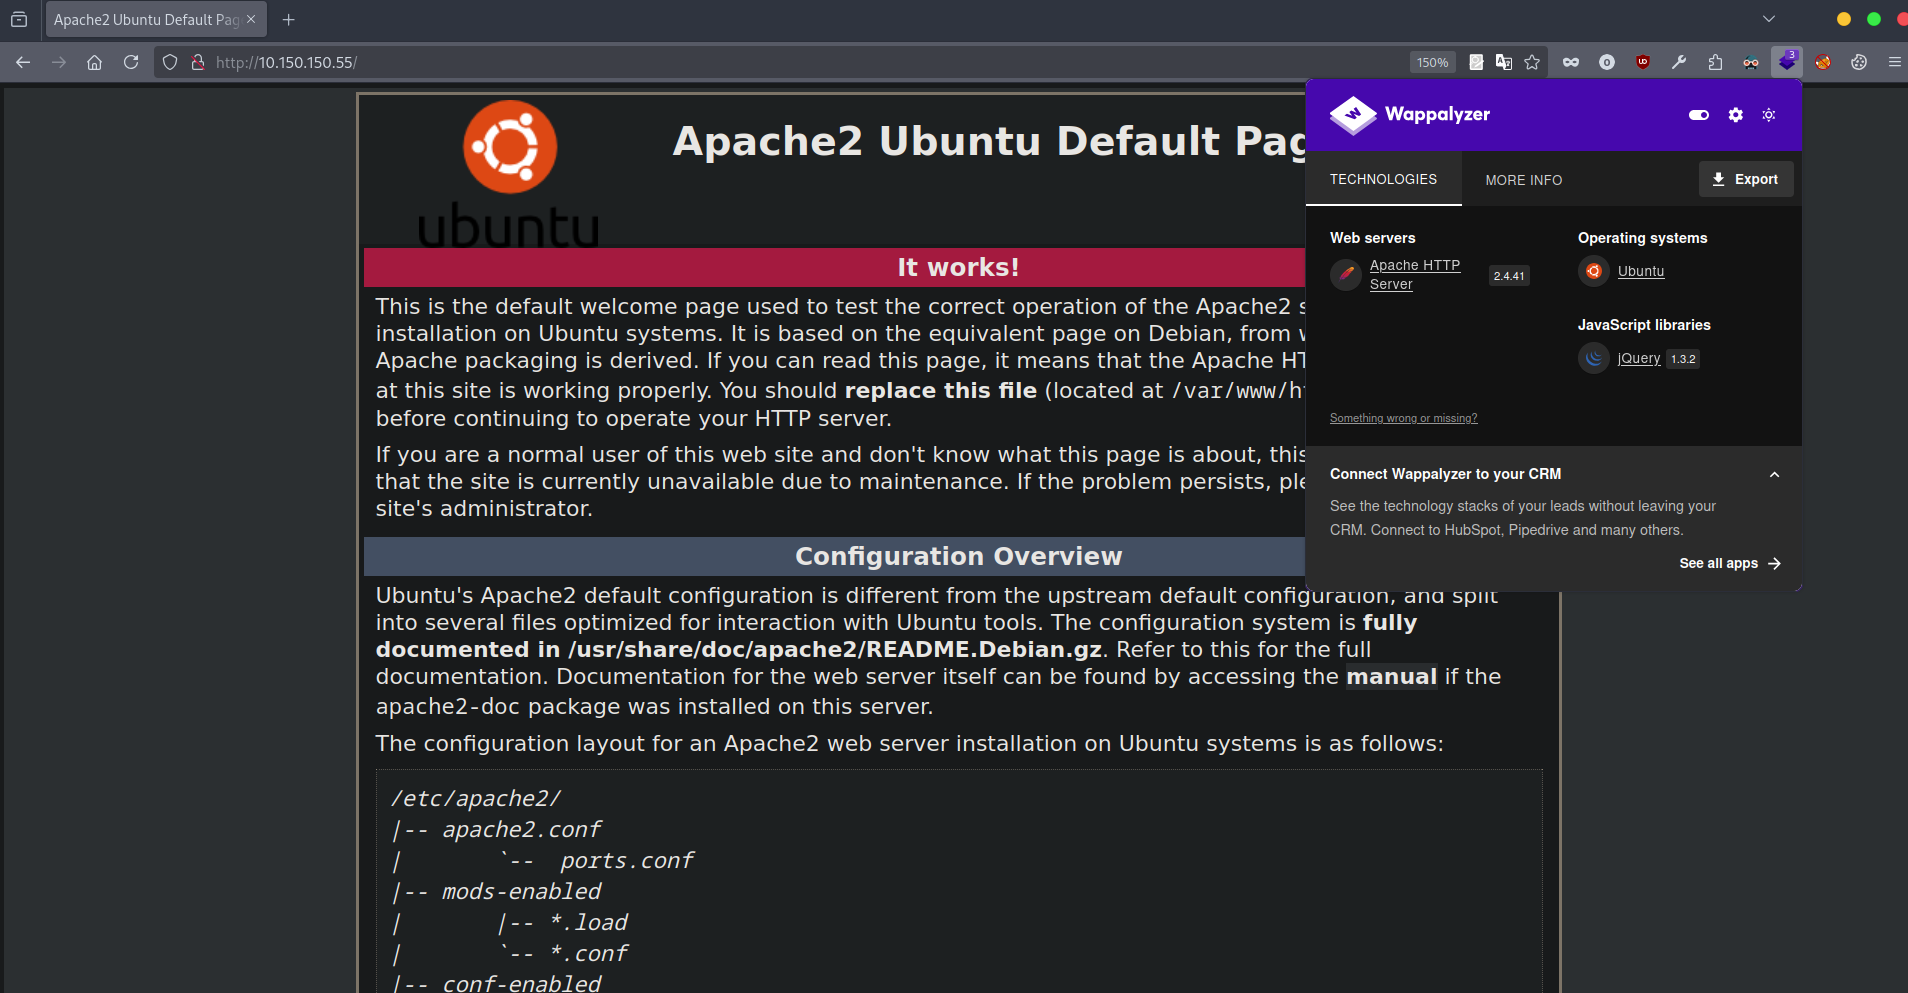 Apache2 Ubuntu Default Pag
http://10.150.150.55/
150%
3
Wappalyzer
TECHNOLOGIES
MORE INFO
Export
Web servers
Apache HTTP
Server
2.4.41
Operating systems
Ubuntu
JavaScript libraries
jQuery 1.3.2
Something wrong or missing?
Connect Wappalyzer to your CRM
See the technology stacks of your leads without leaving your
CRM. Connect to HubSpot, Pipedrive and many others.
See all apps
ubuntu
Apache2 Ubuntu Default Pag
It works!
This is the default welcome page used to test the correct operation of the Apache2 s
installation on Ubuntu systems. It is based on the equivalent page on Debian, from w
Apache packaging is derived. If you can read this page, it means that the Apache HT
at this site is working properly. You should replace this file (located at /var/www/ht
before continuing to operate your HTTP server.
If you are a normal user of this web site and don't know what this page is about, this
that the site is currently unavailable due to maintenance. If the problem persists, ple
site's administrator.
Configuration Overview
Ubuntu's Apache2 default configuration is different from the upstream default configuration, and split
into several files optimized for interaction with Ubuntu tools. The configuration system is fully
documented in /usr/share/doc/apache2/README.Debian.gz. Refer to this for the full
documentation. Documentation for the web server itself can be found by accessing the manual if the
apache2-doc package was installed on this server.
The configuration layout for an Apache2 web server installation on Ubuntu systems is as follows:
/etc/apache2/
|-- apache2.conf
|       `--  ports.conf
|-- mods-enabled
|       |-- *.load
|       `-- *.conf
|-- conf-enabled